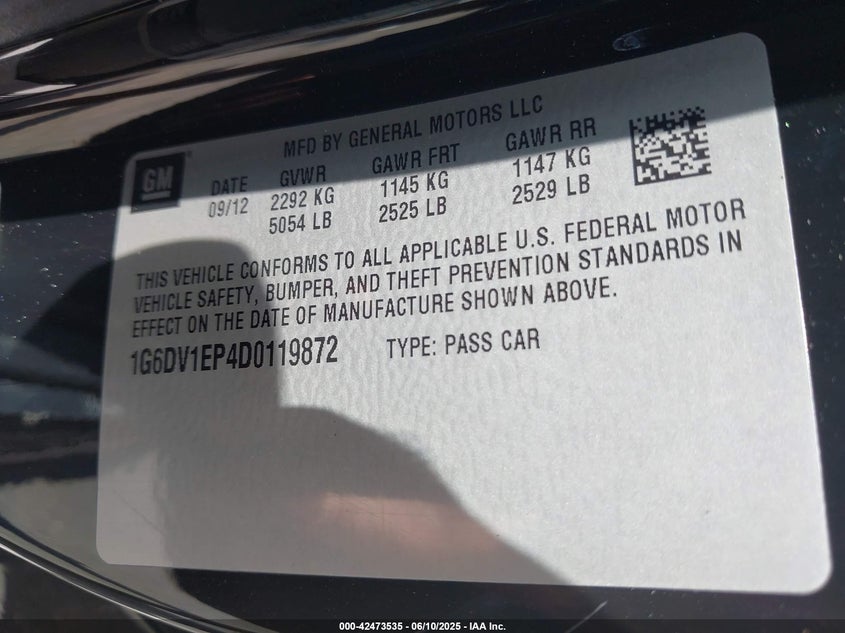 MFD BY GENERAL MOTORS LLC
GM
DATE GVWR GAWR FRT GAWR RR
09/12 2292 KG 1145 KG 1147 KG
5054 LB 2525 LB 2529 LB
THIS VEHICLE CONFORMS TO ALL APPLICABLE U.S. FEDERAL MOTOR
VEHICLE SAFETY, BUMPER, AND THEFT PREVENTION STANDARDS IN
EFFECT ON THE DATE OF MANUFACTURE SHOWN ABOVE.
1G6DV1EP4D0119872 TYPE: PASS CAR
000-42473535 - 06/10/2025 - IAA Inc.